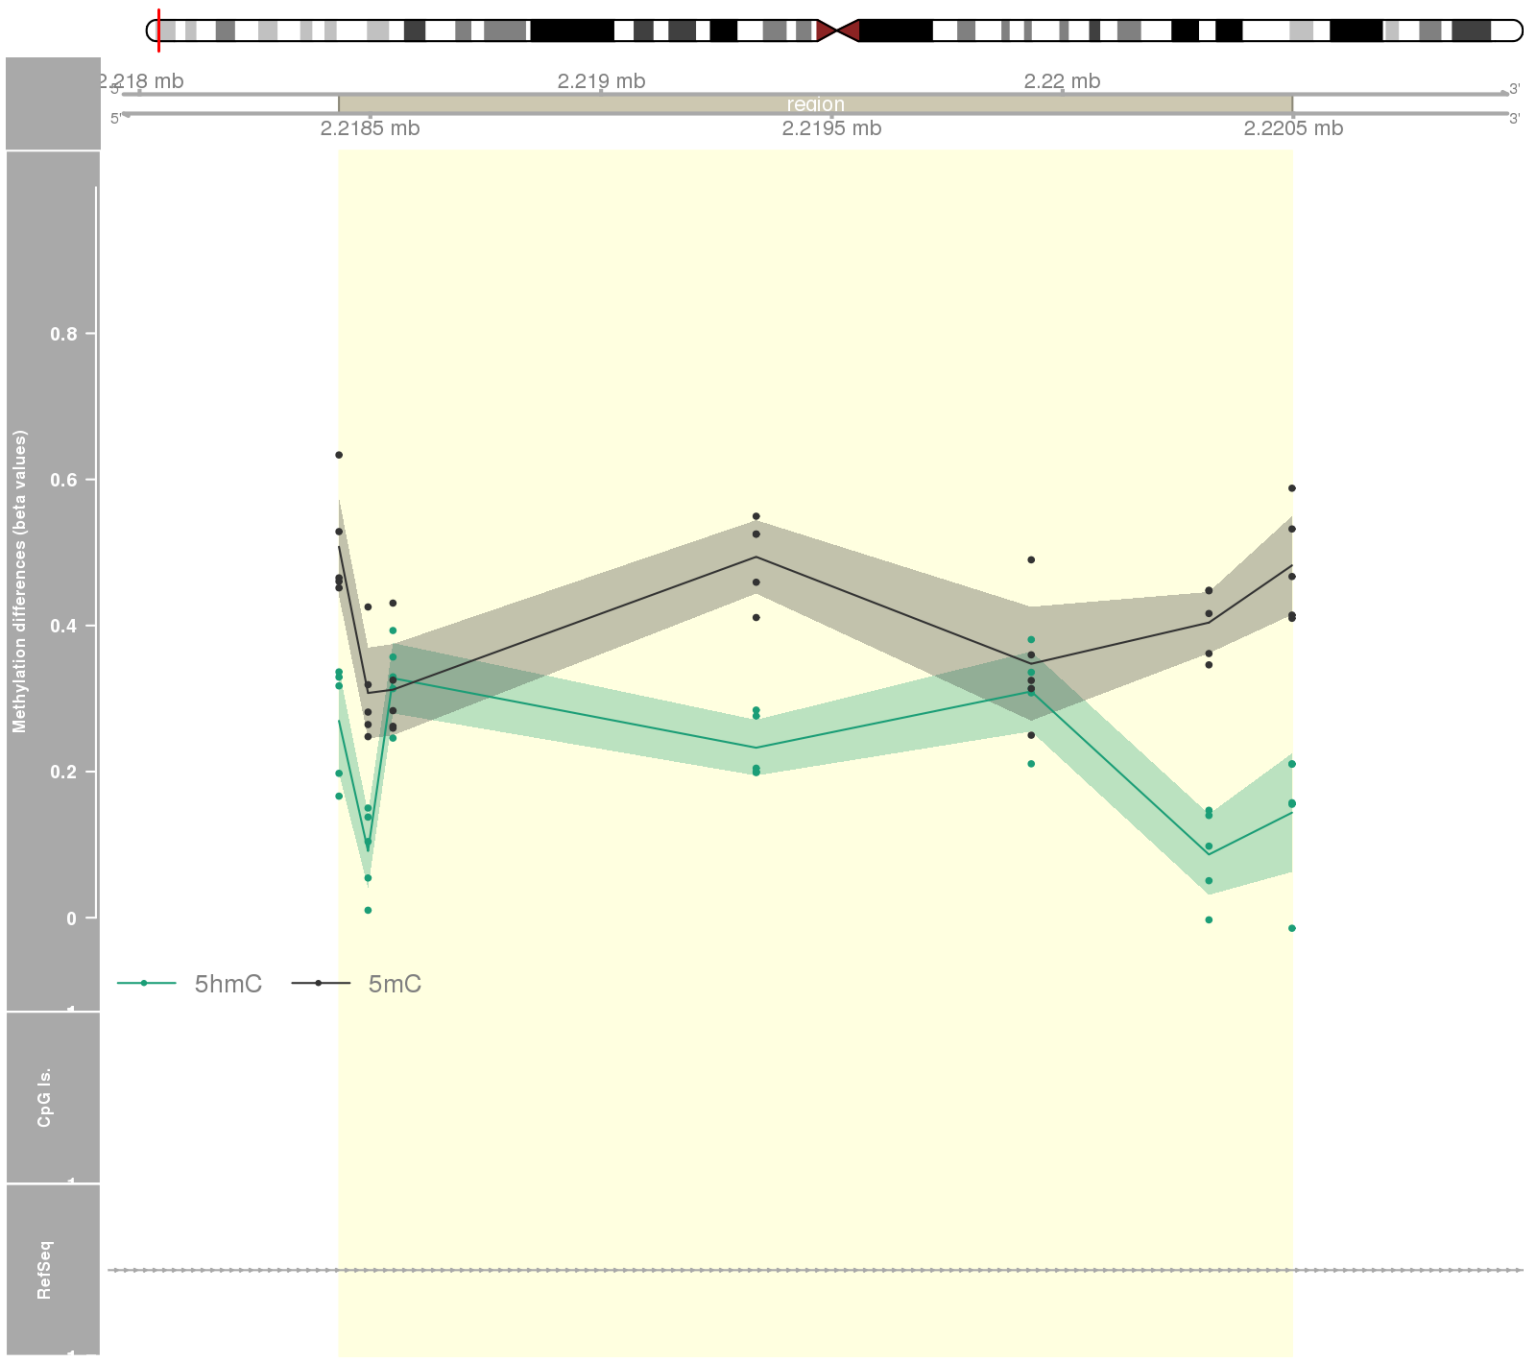 2.218 mb 2.219 mb 2.22 mb
5' 3'
region
5' 3'
2.2185 mb 2.2195 mb 2.2205 mb
Methylation differences (beta values)
0.8
0.6
0.4
0.2
0
5hmC 5mC
CpG Is.
RefSeq